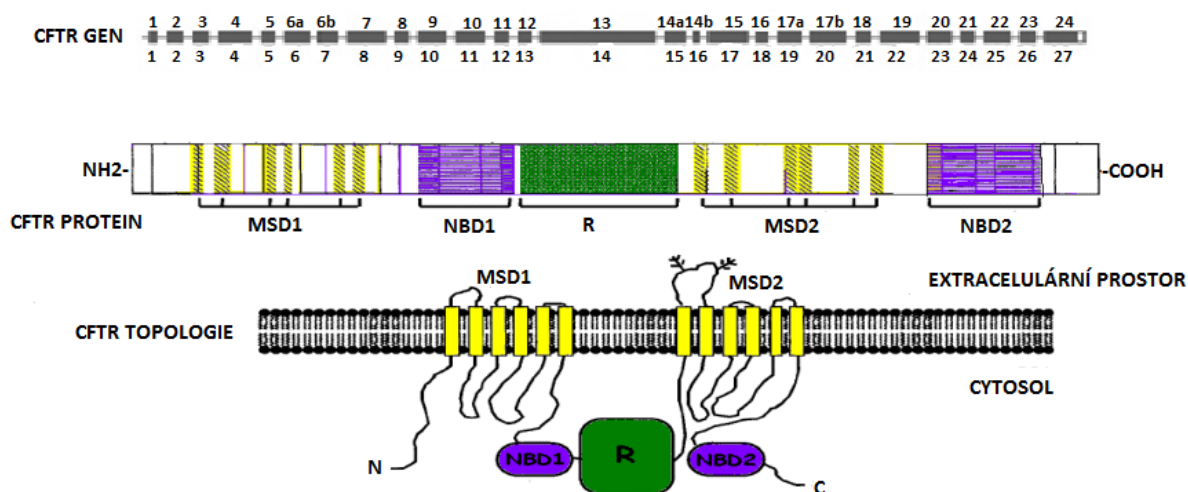 1 2 3 4 5 6a 6b 7 8 9 10 11 12 13 14a 14b 15 16 17a 17b 18 19 20 21 22 23 24
CFTR GEN
1 2 3 4 5 6 7 8 9 10 11 12 13 14 15 16 17 18 19 20 21 22 23 24 25 26 27
NH2- -COOH
CFTR PROTEIN MSD1 NBD1 R MSD2 NBD2
EXTRACELULÁRNÍ PROSTOR
MSD1 MSD2
CFTR TOPOLOGIE
CYTOSOL
N NBD1 R NBD2 C